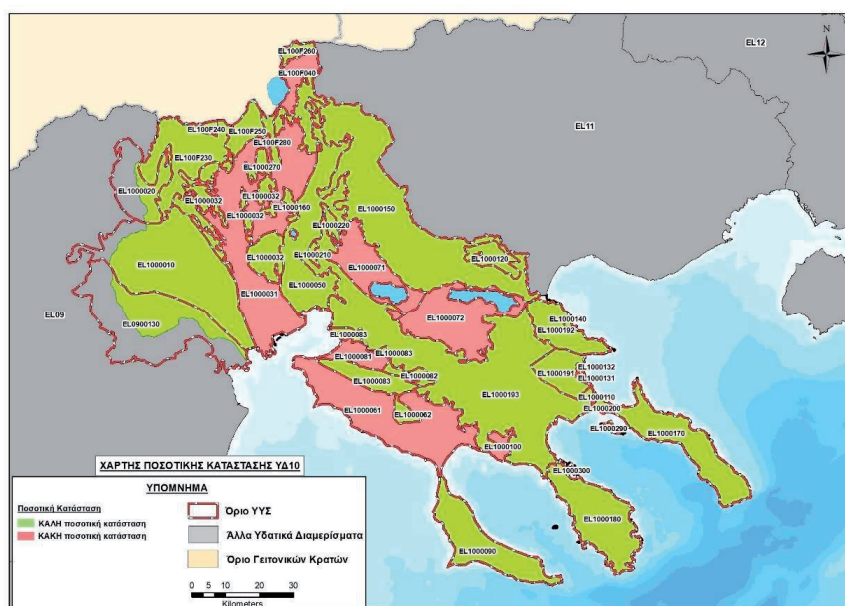 EL12
N
EL100F260
EL100F040
EL11
EL100F240
EL100F250
EL100F280
EL100F230
EL1000270
EL1000020
EL1000032
EL1000032
EL1000160
EL1000032
EL1000150
EL1000220
EL1000120
EL1000032
EL1000210
EL1000071
EL1000010
EL1000050
EL1000031
EL09
EL0900130
EL1000072
EL1000140
EL1000192
EL1000083
EL1000081
EL1000083
EL1000083
EL1000082
EL1000191
EL1000132
EL1000131
EL1000193
EL1000110
EL1000200
EL1000061
EL1000062
EL1000290
EL1000170
EL1000100
EL1000300
EL1000180
EL1000090
ΧΑΡΤΗΣ ΠΟΣΟΤΙΚΗΣ ΚΑΤΑΣΤΑΣΗΣ ΥΔ10
ΥΠΟΜΝΗΜΑ
Ποσοτική Κατάσταση
ΚΑΛΗ ποσοτική κατάσταση
ΚΑΚΗ ποσοτική κατάσταση
Όριο ΥΥΣ
Άλλα Υδατικά Διαμερίσματα
Όριο Γειτονικών Κρατών
0 5 10 20 30
Kilometers